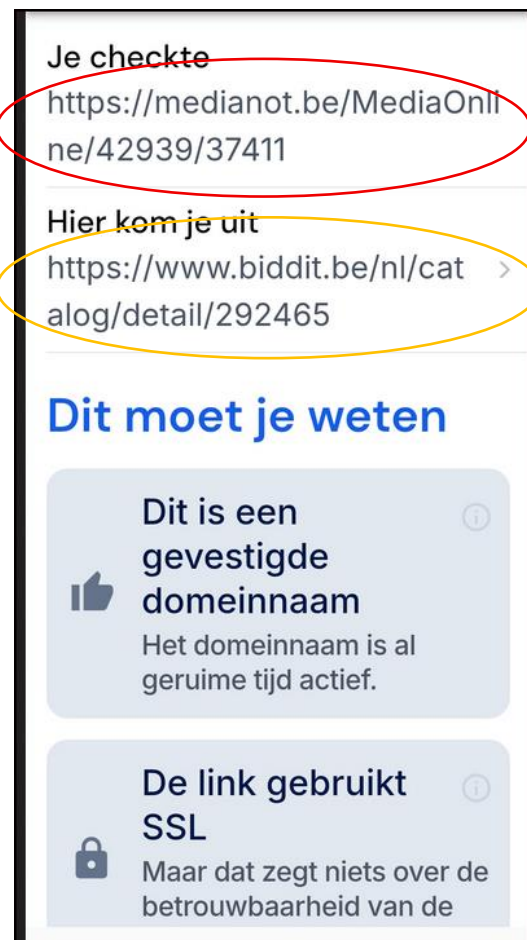 Je checkte
https://medianot.be/MediaOnli
ne/42939/37411
Hier kom je uit
https://www.biddit.be/nl/cat
alog/detail/292465
Dit moet je weten
Dit is een
gevestigde
domeinnaam
Het domeinnaam is al
geruime tijd actief.
De link gebruikt
SSL
Maar dat zegt niets over de
betrouwbaarheid van de